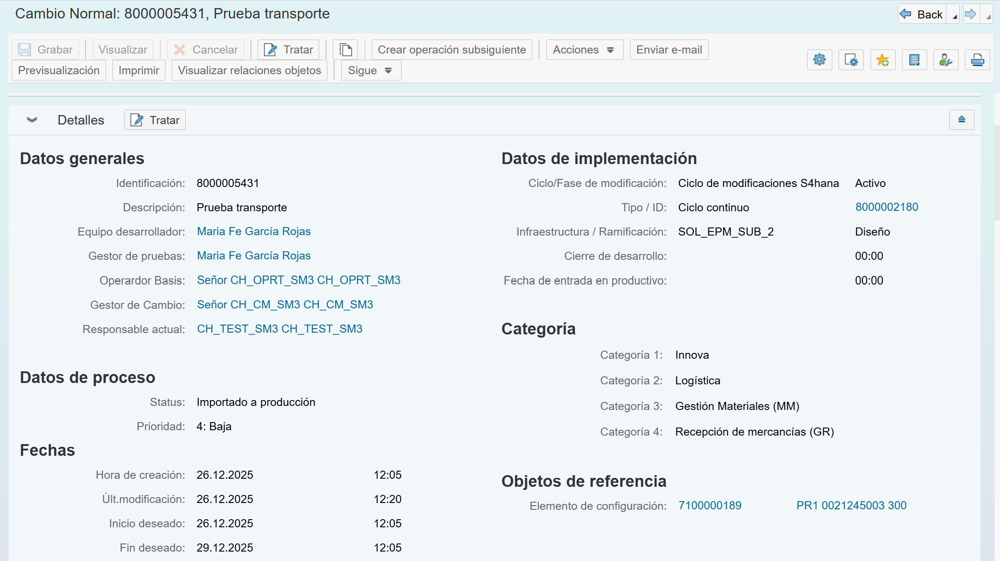 Cambio Normal: 8000005431, Prueba transporte
Back
Grabar Visualizar Cancelar Tratar Crear operación subsiguiente Acciones Enviar e-mail
Previsualización Imprimir Visualizar relaciones objetos Sigue
Detalles Tratar
Datos generales
Identificación: 8000005431
Descripción: Prueba transporte
Equipo desarrollador: Maria Fe García Rojas
Gestor de pruebas: Maria Fe García Rojas
Operardor Basis: Señor CH_OPRT_SM3 CH_OPRT_SM3
Gestor de Cambio: Señor CH_CM_SM3 CH_CM_SM3
Responsable actual: CH_TEST_SM3 CH_TEST_SM3
Datos de proceso
Status: Importado a producción
Prioridad: 4: Baja
Fechas
Hora de creación: 26.12.2025 12:05
Últ.modificación: 26.12.2025 12:20
Inicio deseado: 26.12.2025 12:05
Fin deseado: 29.12.2025 12:05
Datos de implementación
Ciclo/Fase de modificación: Ciclo de modificaciones S4hana Activo
Tipo / ID: Ciclo continuo 8000002180
Infraestructura / Ramificación: SOL_EPM_SUB_2 Diseño
Cierre de desarrollo: 00:00
Fecha de entrada en productivo: 00:00
Categoría
Categoría 1: Innova
Categoría 2: Logística
Categoría 3: Gestión Materiales (MM)
Categoría 4: Recepción de mercancías (GR)
Objetos de referencia
Elemento de configuración: 7100000189 PR1 0021245003 300